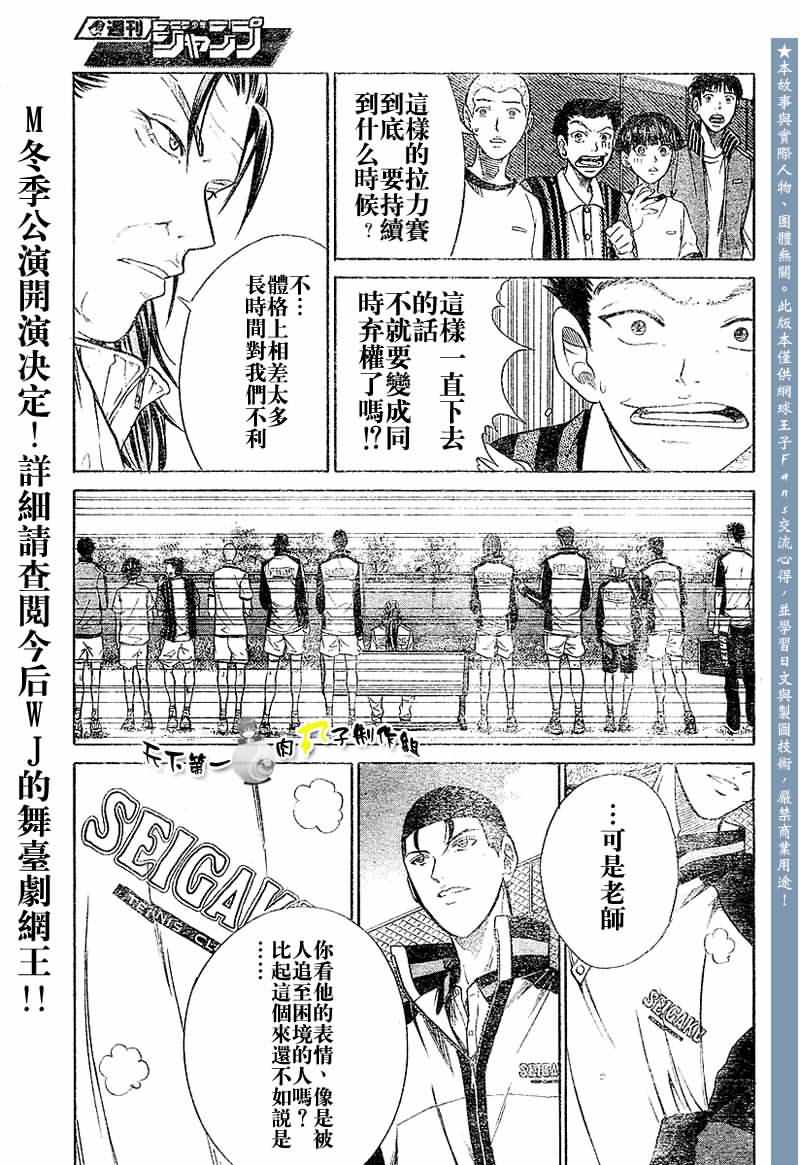 週刊
少年ジャンプ
★本故事與實際人物、團體無關。此版本僅供網球王子Fans交流心得，並學習日文與製圖技術，嚴禁商業用途！
這樣的拉力賽
到底 要持續
到什么時候？
不…
體格上相差太多
長時間對我們不利
這樣一直下去
的話
不就要變成同
時弃權了嗎!?
M冬季公演開演決定！詳細請查閱今后WJ的舞臺劇網王!!
天下第一
肉丸子制作組
…可是老師
SEIGAKU
SEIGAKU
TENNIS CLU
SEIGAKU
你看他的表情、像是被
人追至困境的人嗎？
比起這個來還不如說是
……